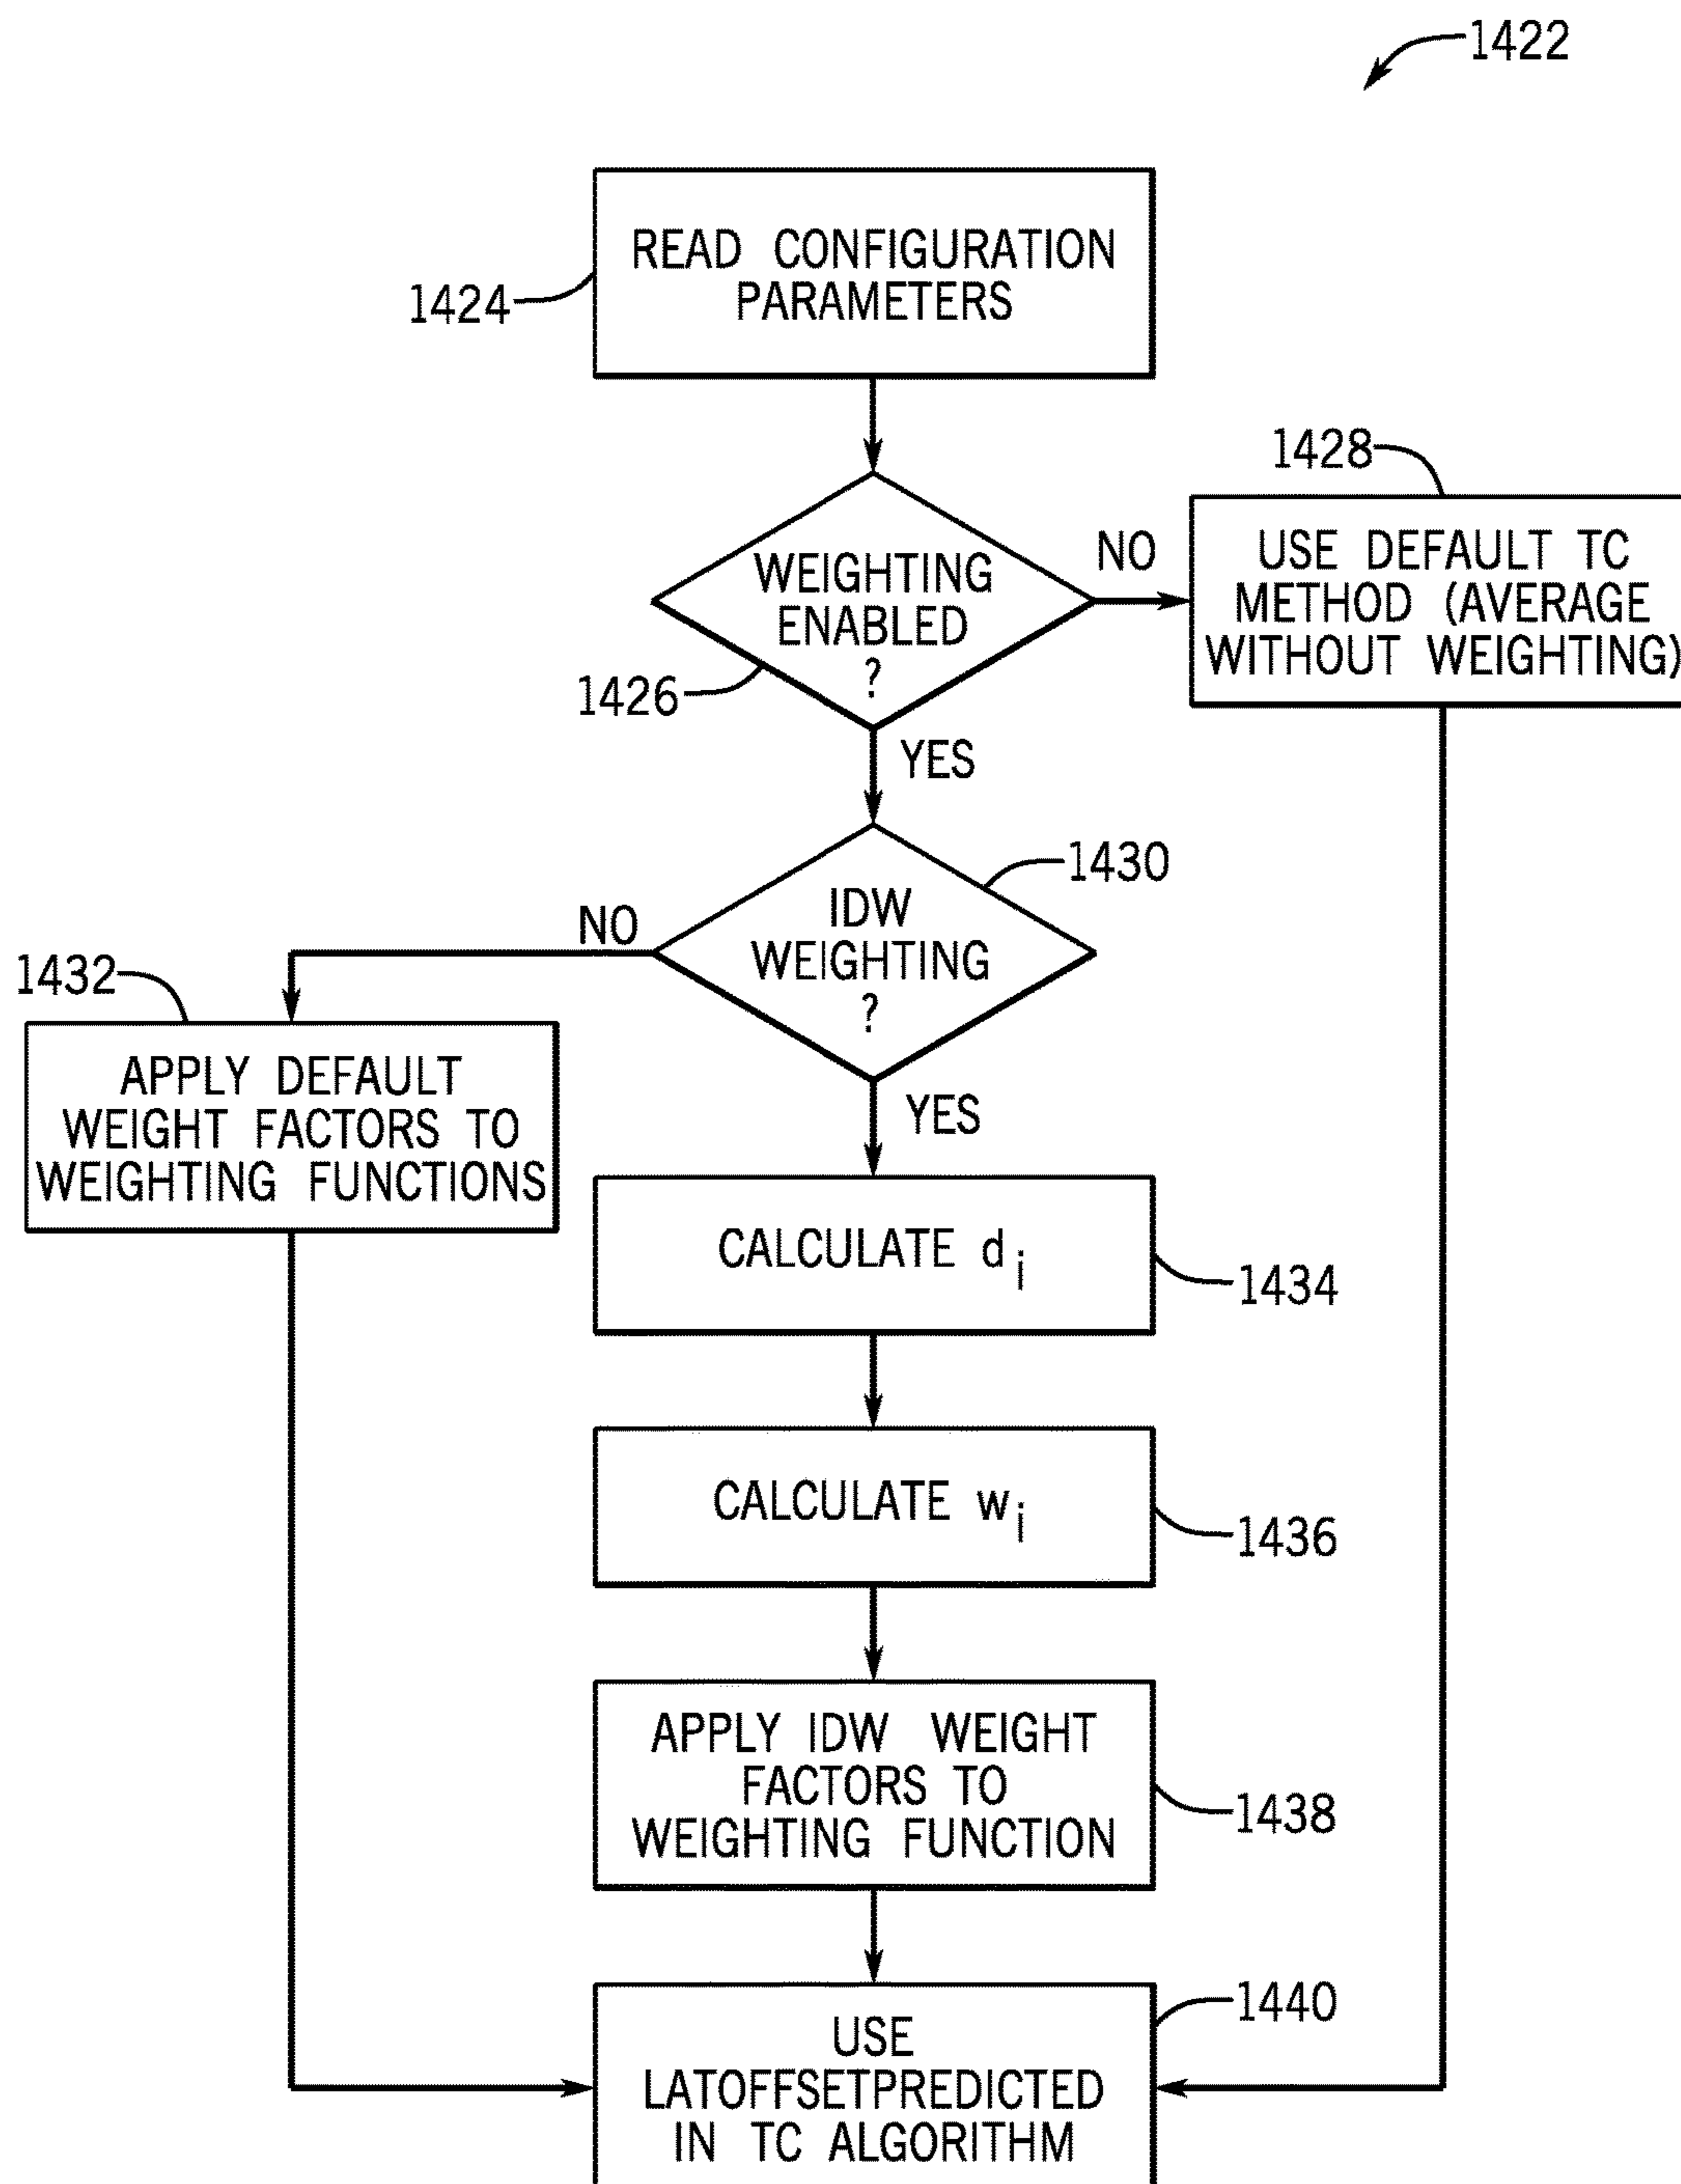 1422
READ CONFIGURATION
PARAMETERS
1424
1428
WEIGHTING
ENABLED
?
NO
1426
USE DEFAULT TC
METHOD (AVERAGE
WITHOUT WEIGHTING)
YES
1430
IDW
WEIGHTING
?
NO
1432
APPLY DEFAULT
WEIGHT FACTORS TO
WEIGHTING FUNCTIONS
YES
CALCULATE di
1434
CALCULATE wi
1436
APPLY IDW WEIGHT
FACTORS TO
WEIGHTING FUNCTION
1438
1440
USE
LATOFFSETPREDICTED
IN TC ALGORITHM